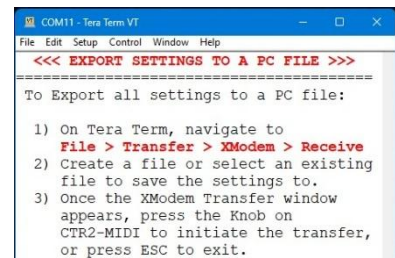 COM11 - Tera Term VT
File Edit Setup Control Window Help
<<< EXPORT SETTINGS TO A PC FILE >>>
========================================
To Export all settings to a PC file:
1) On Tera Term, navigate to
File > Transfer > XModem > Receive
2) Create a file or select an existing
file to save the settings to.
3) Once the XModem Transfer window
appears, press the Knob on
CTR2-MIDI to initiate the transfer,
or press ESC to exit.